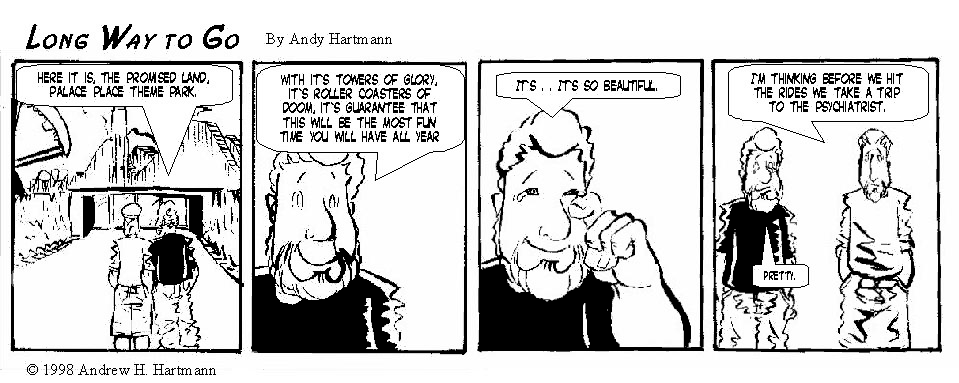 Long Way to Go
By Andy Hartmann
HERE IT IS, THE PROMISED LAND,
PALACE PLACE THEME PARK.
WITH IT'S TOWERS OF GLORY,
IT'S ROLLER COASTERS OF
DOOM, IT'S GUARANTEE THAT
THIS WILL BE THE MOST FUN
TIME YOU WILL HAVE ALL YEAR
IT'S . . IT'S SO BEAUTIFUL.
I'M THINKING BEFORE WE HIT
THE RIDES WE TAKE A TRIP
TO THE PSYCHIATRIST.
PRETTY.
© 1998 Andrew H. Hartmann